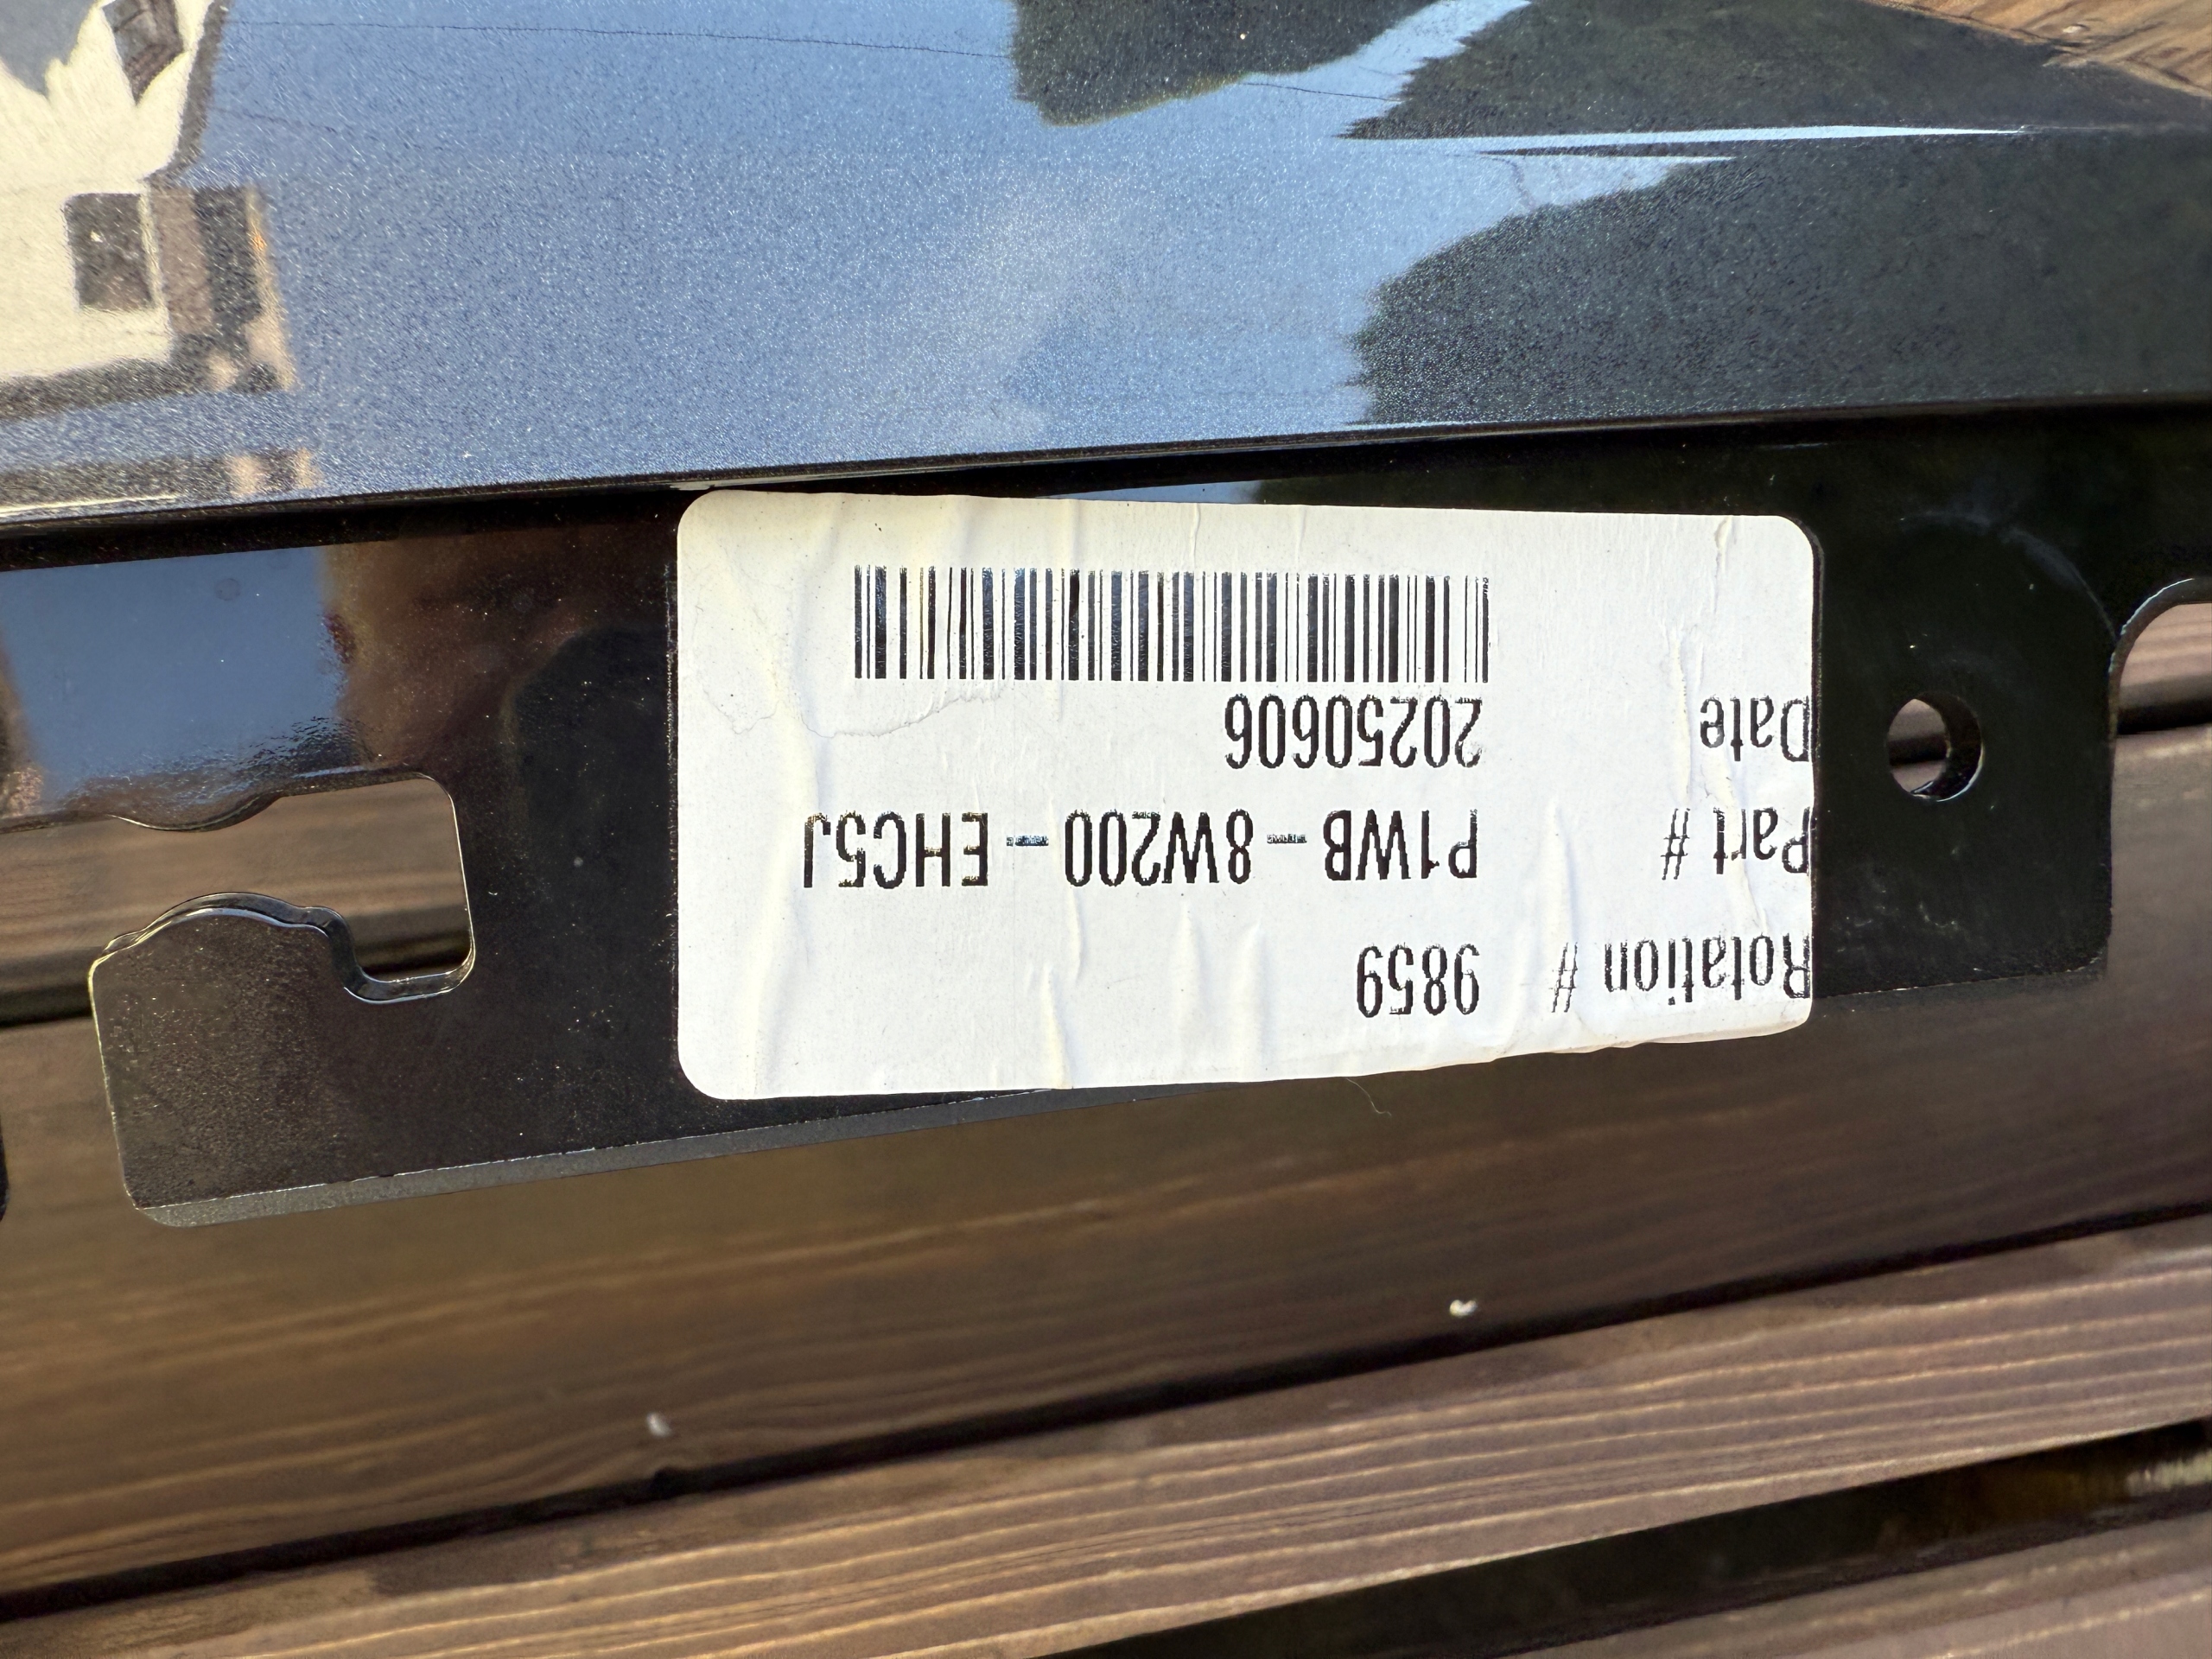 Rotation # 9859
Part # P1WB - 8W200 - EHC5J
Date 20250606